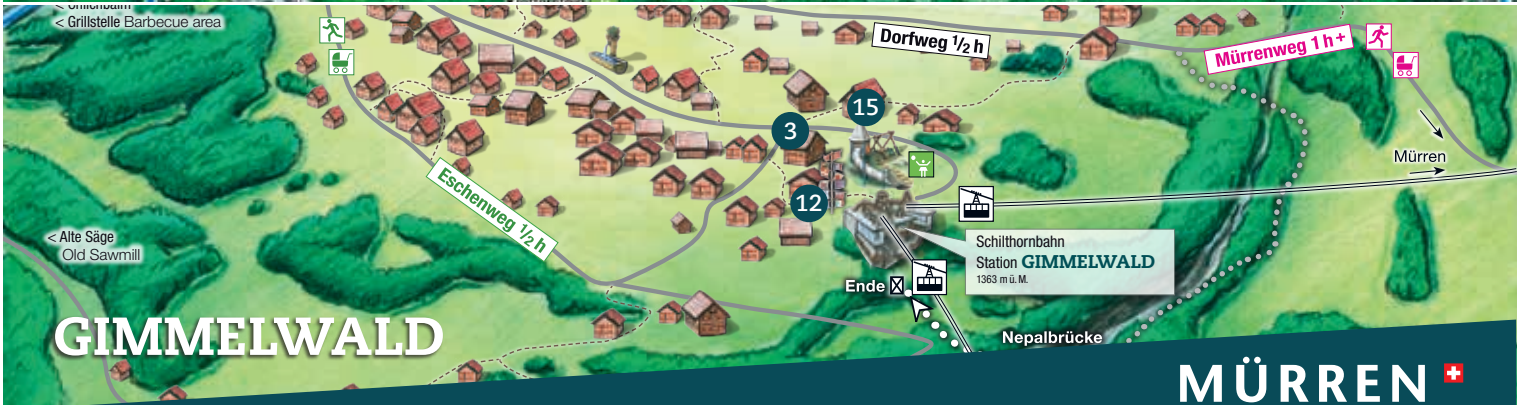 < Grillstelle Barbecue area
Dorfweg ½ h
Mürrenweg 1 h +
15
3
Mürren
Eschenweg ½ h
12
< Alte Säge
Old Sawmill
Schilthornbahn
Station GIMMELWALD
1363 m ü. M.
Ende
Nepalbrücke
GIMMELWALD
MÜRREN